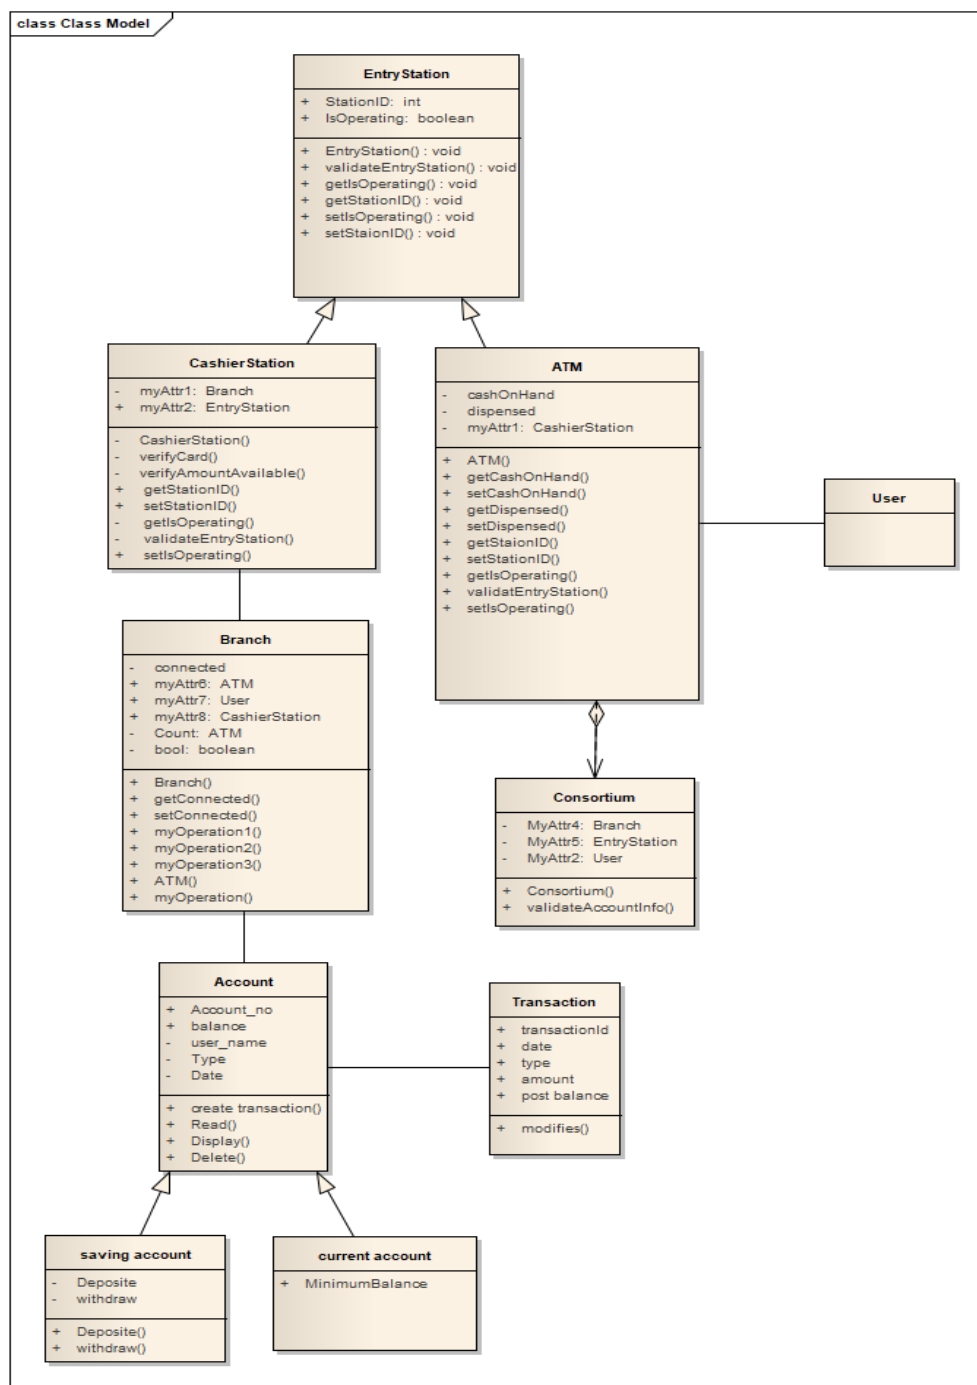 class Class Model
EntryStation
+ StationID: int
+ IsOperating: boolean
+ EntryStation() : void
+ validateEntryStation() : void
+ getIsOperating() : void
+ getStationID() : void
+ setIsOperating() : void
+ setStaionID() : void
CashierStation
- myAttr1: Branch
+ myAttr2: EntryStation
- CashierStation()
- verifyCard()
- verifyAmountAvailable()
+ getStationID()
+ setStationID()
- getIsOperating()
- validateEntryStation()
+ setIsOperating()
ATM
- cashOnHand
- dispensed
- myAttr1: CashierStation
+ ATM()
+ getCashOnHand()
+ setCashOnHand()
+ getDispensed()
+ setDispensed()
+ getStaionID()
+ setStationID()
+ getIsOperating()
+ validatEntryStation()
+ setIsOperating()
User
Branch
- connected
+ myAttr6: ATM
+ myAttr7: User
+ myAttr8: CashierStation
- Count: ATM
- bool: boolean
+ Branch()
+ getConnected()
+ setConnected()
+ myOperation1()
+ myOperation2()
+ myOperation3()
+ ATM()
+ myOperation()
Consortium
- MyAttr4: Branch
- MyAttr5: EntryStation
- MyAttr2: User
+ Consortium()
+ validateAccountInfo()
Account
+ Account_no
+ balance
- user_name
- Type
- Date
+ create transaction()
+ Read()
+ Display()
+ Delete()
Transaction
+ transactionId
+ date
+ type
+ amount
+ post balance
+ modifies()
saving account
- Deposite
- withdraw
+ Deposite()
+ withdraw()
current account
+ MinimumBalance